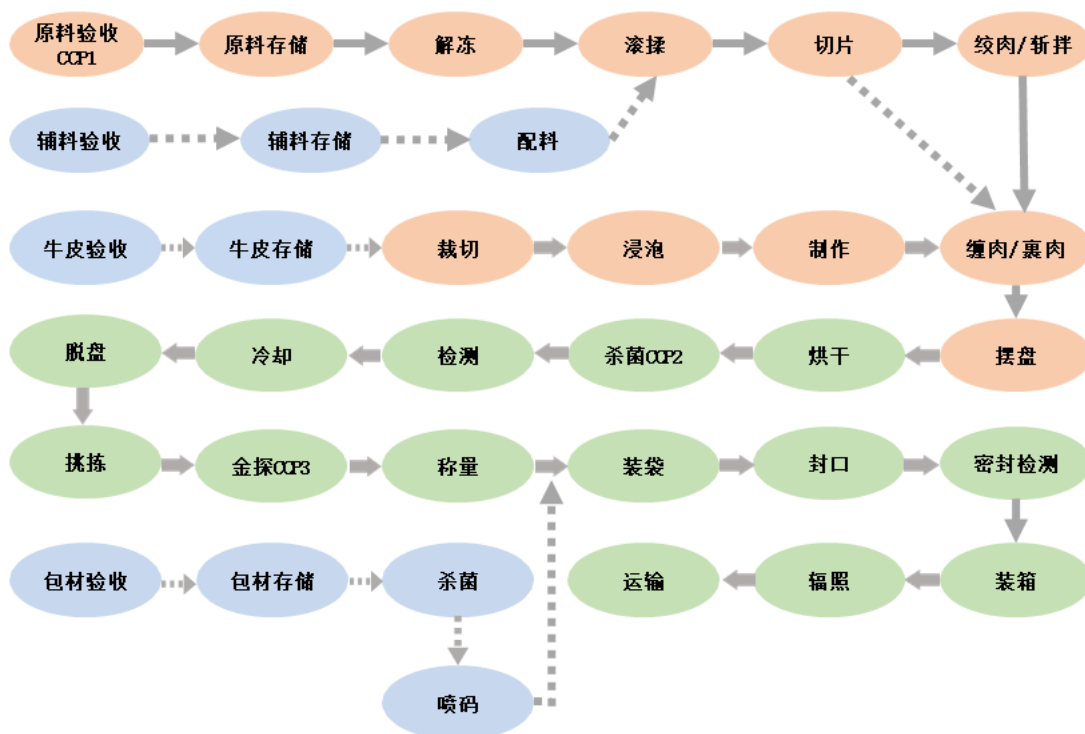 原料验收
CCP1
原料存储
解冻
滚揉
切片
绞肉/斩拌
辅料验收
辅料存储
配料
牛皮验收
牛皮存储
裁切
浸泡
制作
缠肉/裹肉
脱盘
冷却
检测
杀菌CCP2
烘干
摆盘
挑拣
金探CCP3
称量
装袋
封口
密封检测
包材验收
包材存储
杀菌
运输
辐照
装箱
喷码